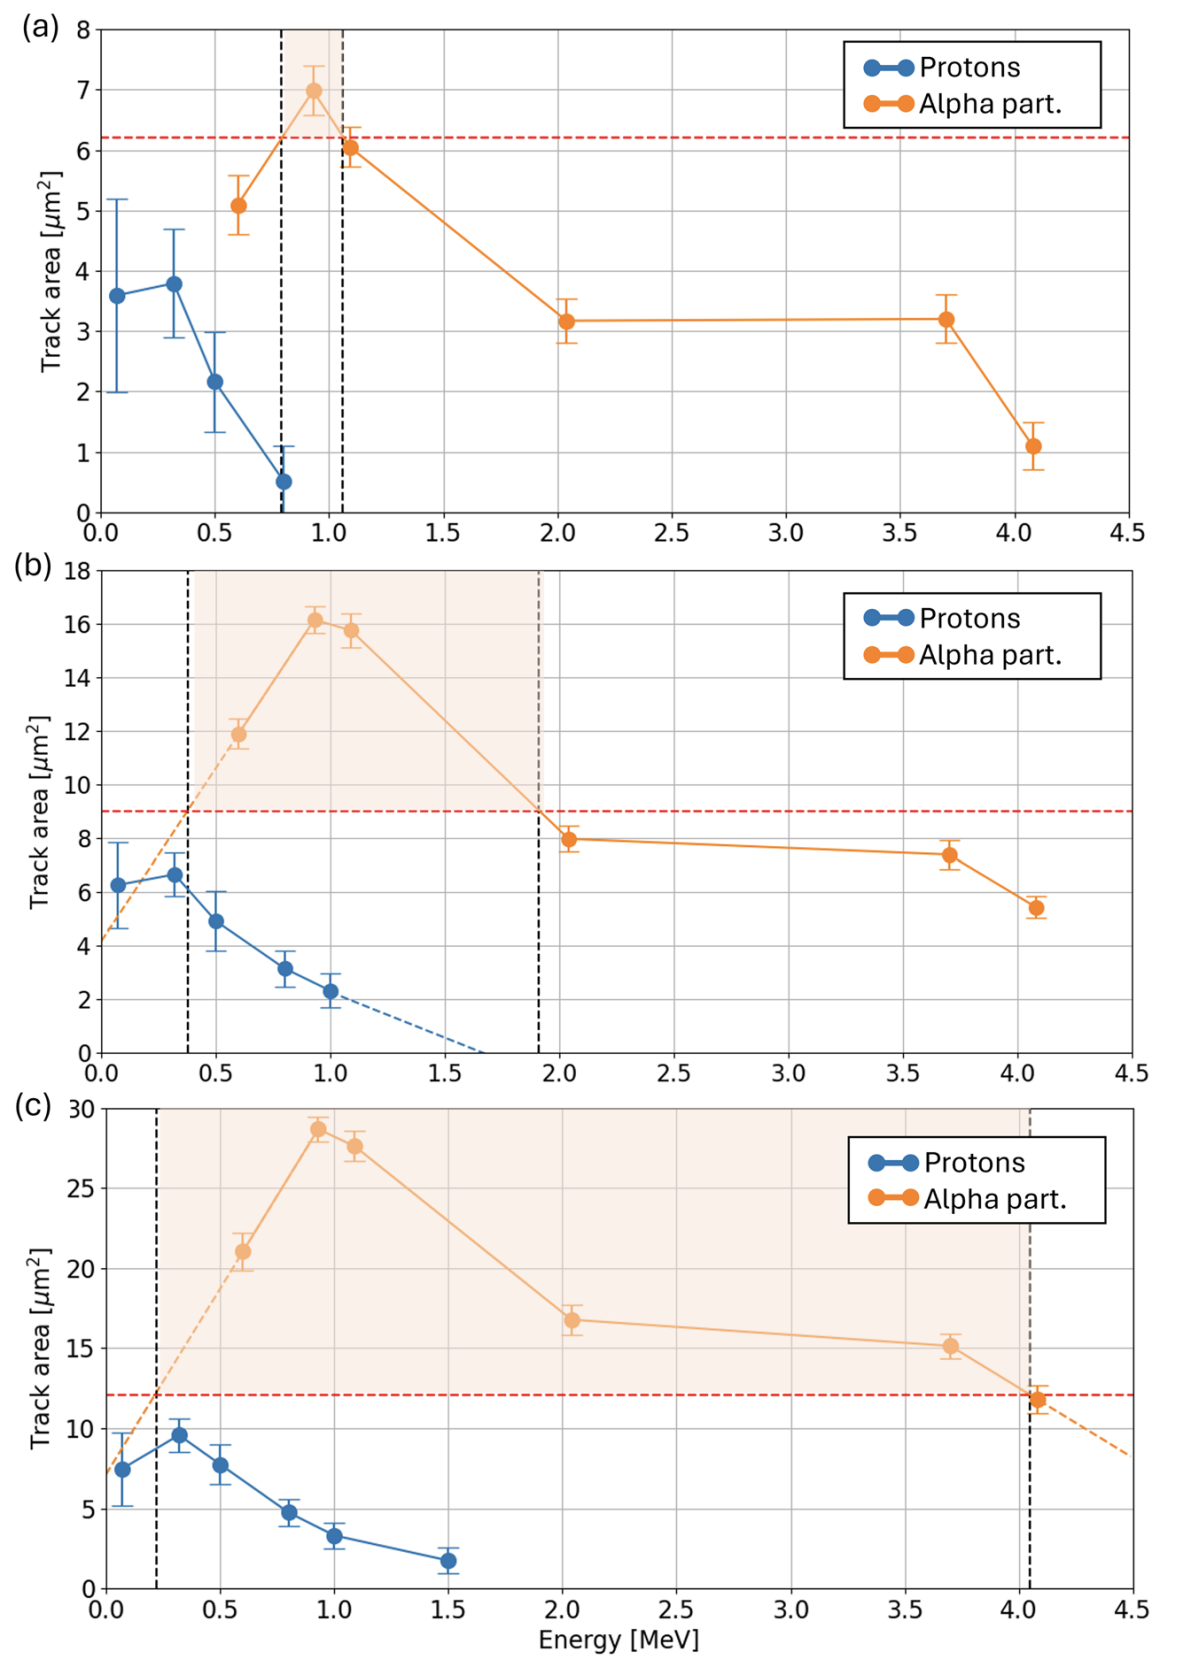 (a)
8
7
6
5
4
3
2
1
0
Track area [μm²]
Protons
Alpha part.
0.0 0.5 1.0 1.5 2.0 2.5 3.0 3.5 4.0 4.5
(b)
18
16
14
12
10
8
6
4
2
0
Track area [μm²]
Protons
Alpha part.
0.0 0.5 1.0 1.5 2.0 2.5 3.0 3.5 4.0 4.5
(c)
30
25
20
15
10
5
0
Track area [μm²]
Protons
Alpha part.
0.0 0.5 1.0 1.5 2.0 2.5 3.0 3.5 4.0 4.5
Energy [MeV]